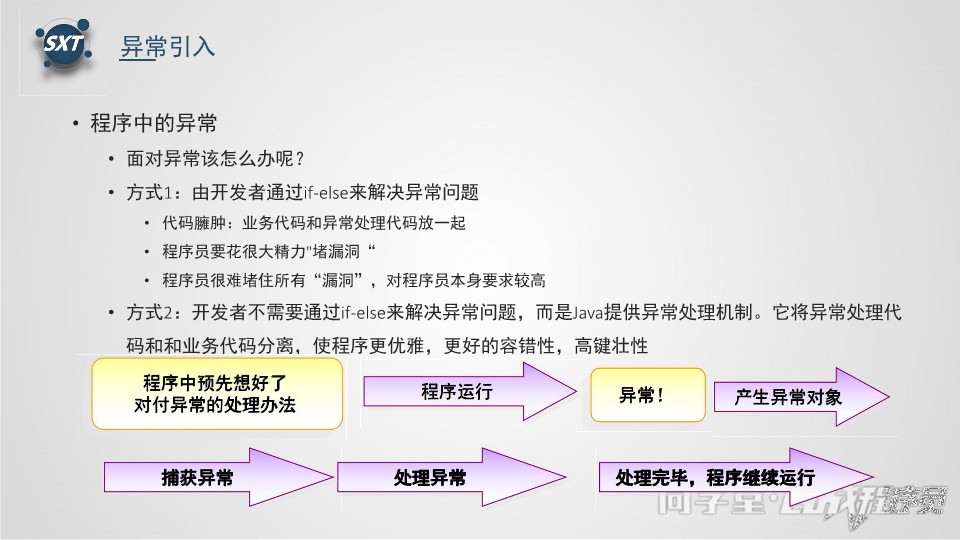 SXT
异常引入
• 程序中的异常
• 面对异常该怎么办呢?
• 方式1：由开发者通过if-else来解决异常问题
• 代码臃肿：业务代码和异常处理代码放一起
• 程序员要花很大精力"堵漏洞“
• 程序员很难堵住所有“漏洞”，对程序员本身要求较高
• 方式2：开发者不需要通过if-else来解决异常问题，而是Java提供异常处理机制。它将异常处理代
码和和业务代码分离，使程序更优雅，更好的容错性，高键壮性
程序中预先想好了
对付异常的处理办法
程序运行
异常!
产生异常对象
捕获异常
处理异常
处理完毕，程序继续运行